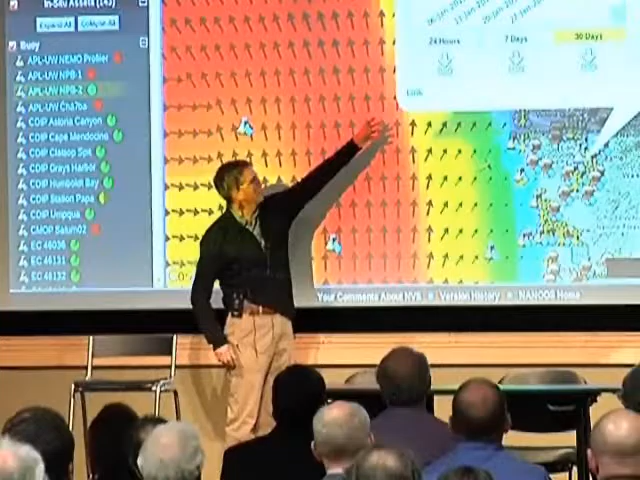 In-Situ Assets (143)
Expand All Collapse All
Buoy
APL-UW NEMO Profiler
APL-UW NPB-1
APL-UW NPB-2
APL-UW Cha?ba
CDIP Astoria Canyon
CDIP Cape Mendocino
CDIP Clatsop Spit
CDIP Grays Harbor
CDIP Humboldt Bay
CDIP Station Papa
CDIP Umpqua
CMOP Saturn02
EC 46036
EC 46131
EC 46132
24 Hours 7 Days 30 Days
Link
Your Comments About NVS Version History NANOOS Home